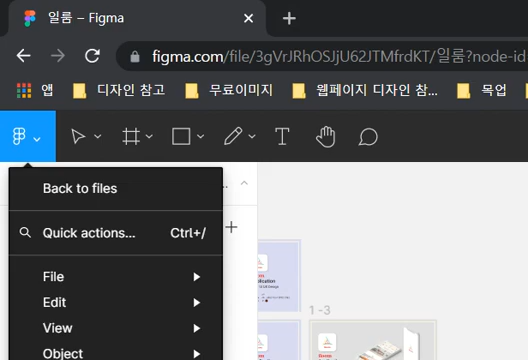 일룸 – Figma
figma.com/file/3gVrJRhOSJjU62JTMfrdKT/일룸?node-id
앱 디자인 참고 무료이미지 웹페이지 디자인 참... 목업
Back to files
Quick actions... Ctrl+/
File
Edit
View
Object
1 -3